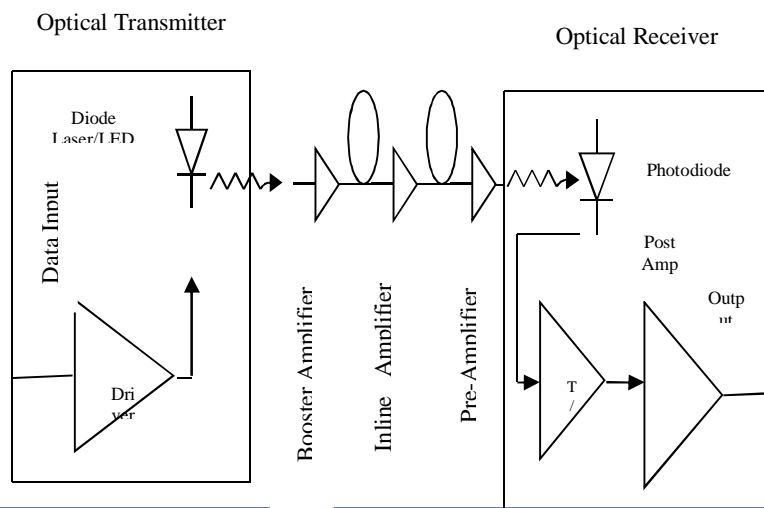 Optical Transmitter
Optical Receiver
Diode
Laser/LED
Data Input
Dri
ver
Booster Amplifier
Inline Amplifier
Pre-Amplifier
Photodiode
Post
Amp
Outp
ut
T
/